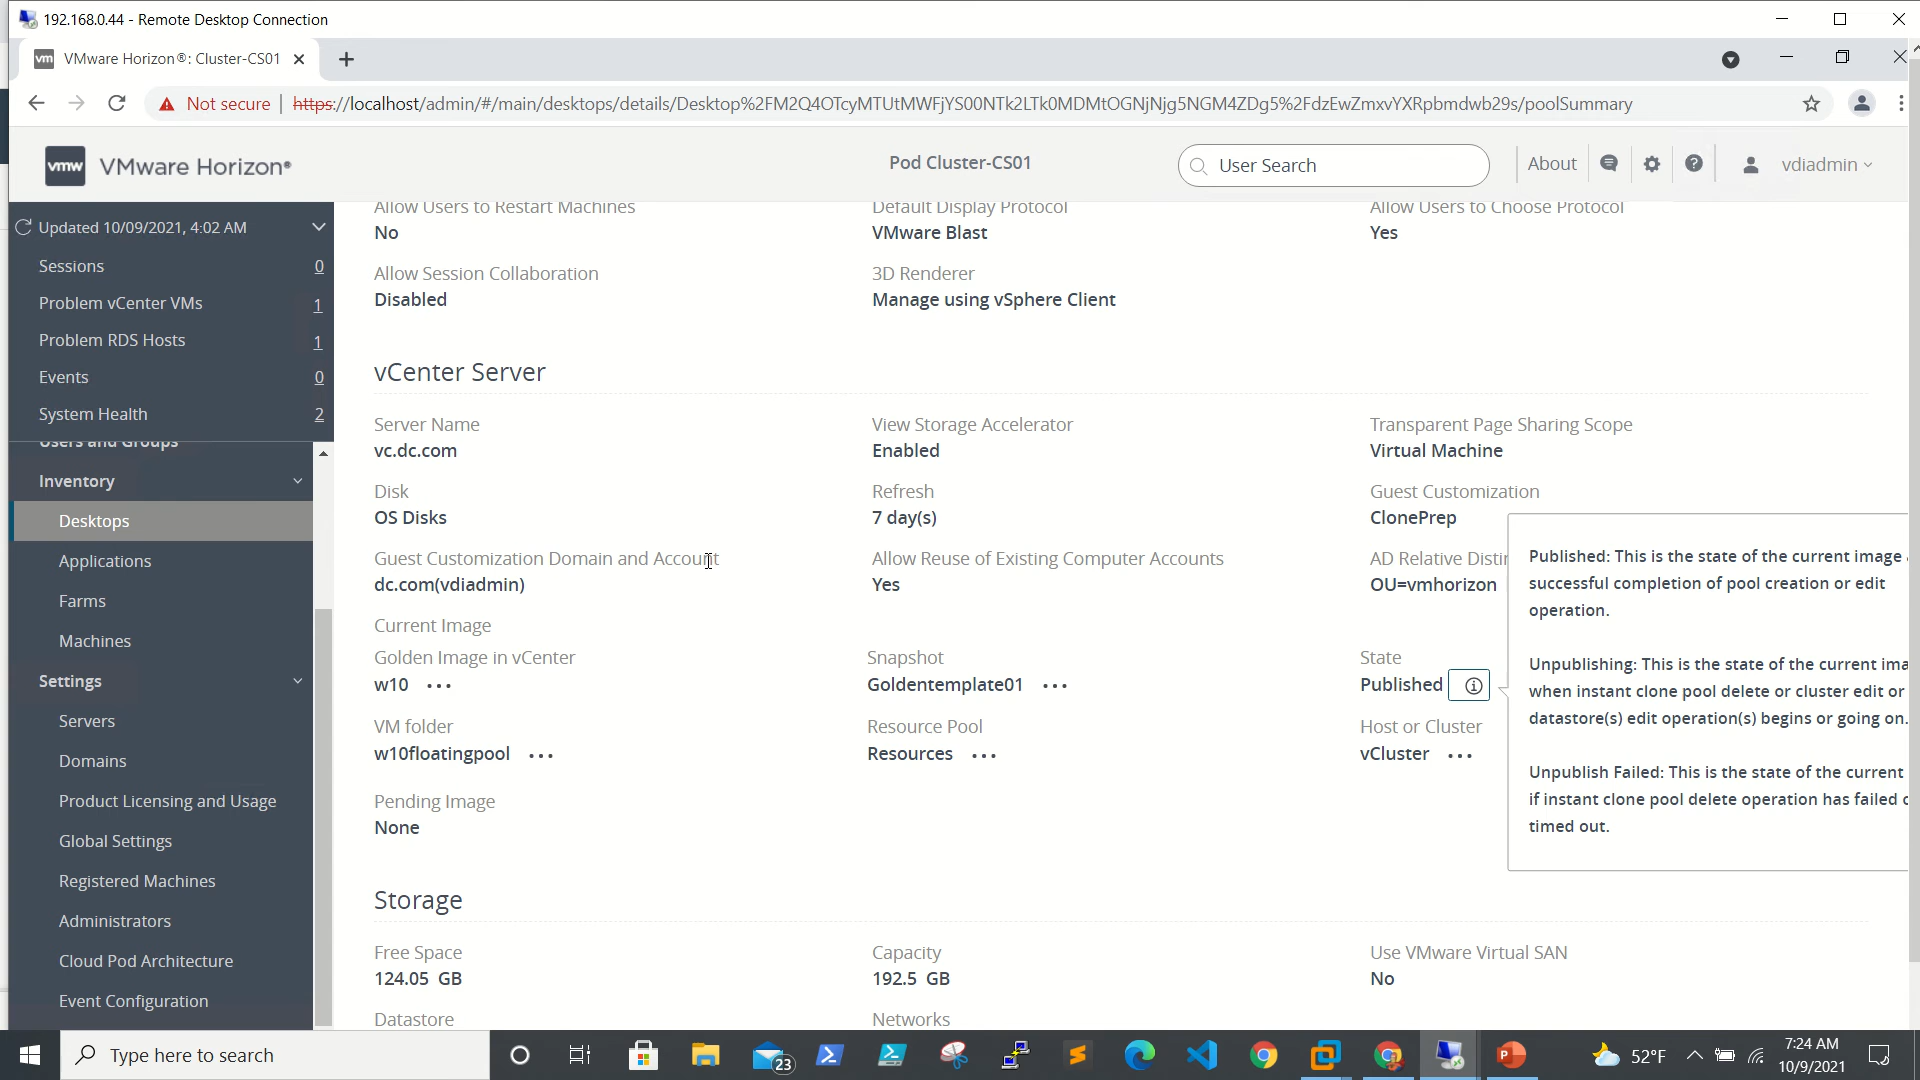 192.168.0.44 - Remote Desktop Connection
vm VMware Horizon®: Cluster-CS01
Not secure https://localhost/admin/#/main/desktops/details/Desktop%2FM2Q4OTcyMTUtMWFjYS00NTk2LTk0MDMtOGNjNjg5NGM4ZDg5%2FdzEwZmxvYXRpbmdwb29s/poolSummary
vmw VMware Horizon® Pod Cluster-CS01 User Search About vdiadmin
Updated 10/09/2021, 4:02 AM
Sessions 0
Problem vCenter VMs 1
Problem RDS Hosts 1
Events 0
System Health 2
Users and Groups
Inventory
Desktops
Applications
Farms
Machines
Settings
Servers
Domains
Product Licensing and Usage
Global Settings
Registered Machines
Administrators
Cloud Pod Architecture
Event Configuration
Allow Users to Restart Machines Default Display Protocol Allow Users to Choose Protocol
No VMware Blast Yes
Allow Session Collaboration 3D Renderer
Disabled Manage using vSphere Client
vCenter Server
Server Name View Storage Accelerator Transparent Page Sharing Scope
vc.dc.com Enabled Virtual Machine
Disk Refresh Guest Customization
OS Disks 7 day(s) ClonePrep
Guest Customization Domain and Account Allow Reuse of Existing Computer Accounts AD Relative Distin
dc.com(vdiadmin) Yes OU=vmhorizon
Current Image
Golden Image in vCenter Snapshot State
w10 ••• Goldentemplate01 ••• Published
VM folder Resource Pool Host or Cluster
w10floatingpool ••• Resources ••• vCluster •••
Pending Image
None
Published: This is the state of the current image
successful completion of pool creation or edit
operation.
Unpublishing: This is the state of the current ima
when instant clone pool delete or cluster edit or
datastore(s) edit operation(s) begins or going on.
Unpublish Failed: This is the state of the current
if instant clone pool delete operation has failed
timed out.
Storage
Free Space Capacity Use VMware Virtual SAN
124.05 GB 192.5 GB No
Datastore Networks
Type here to search
23
52°F
7:24 AM
10/9/2021